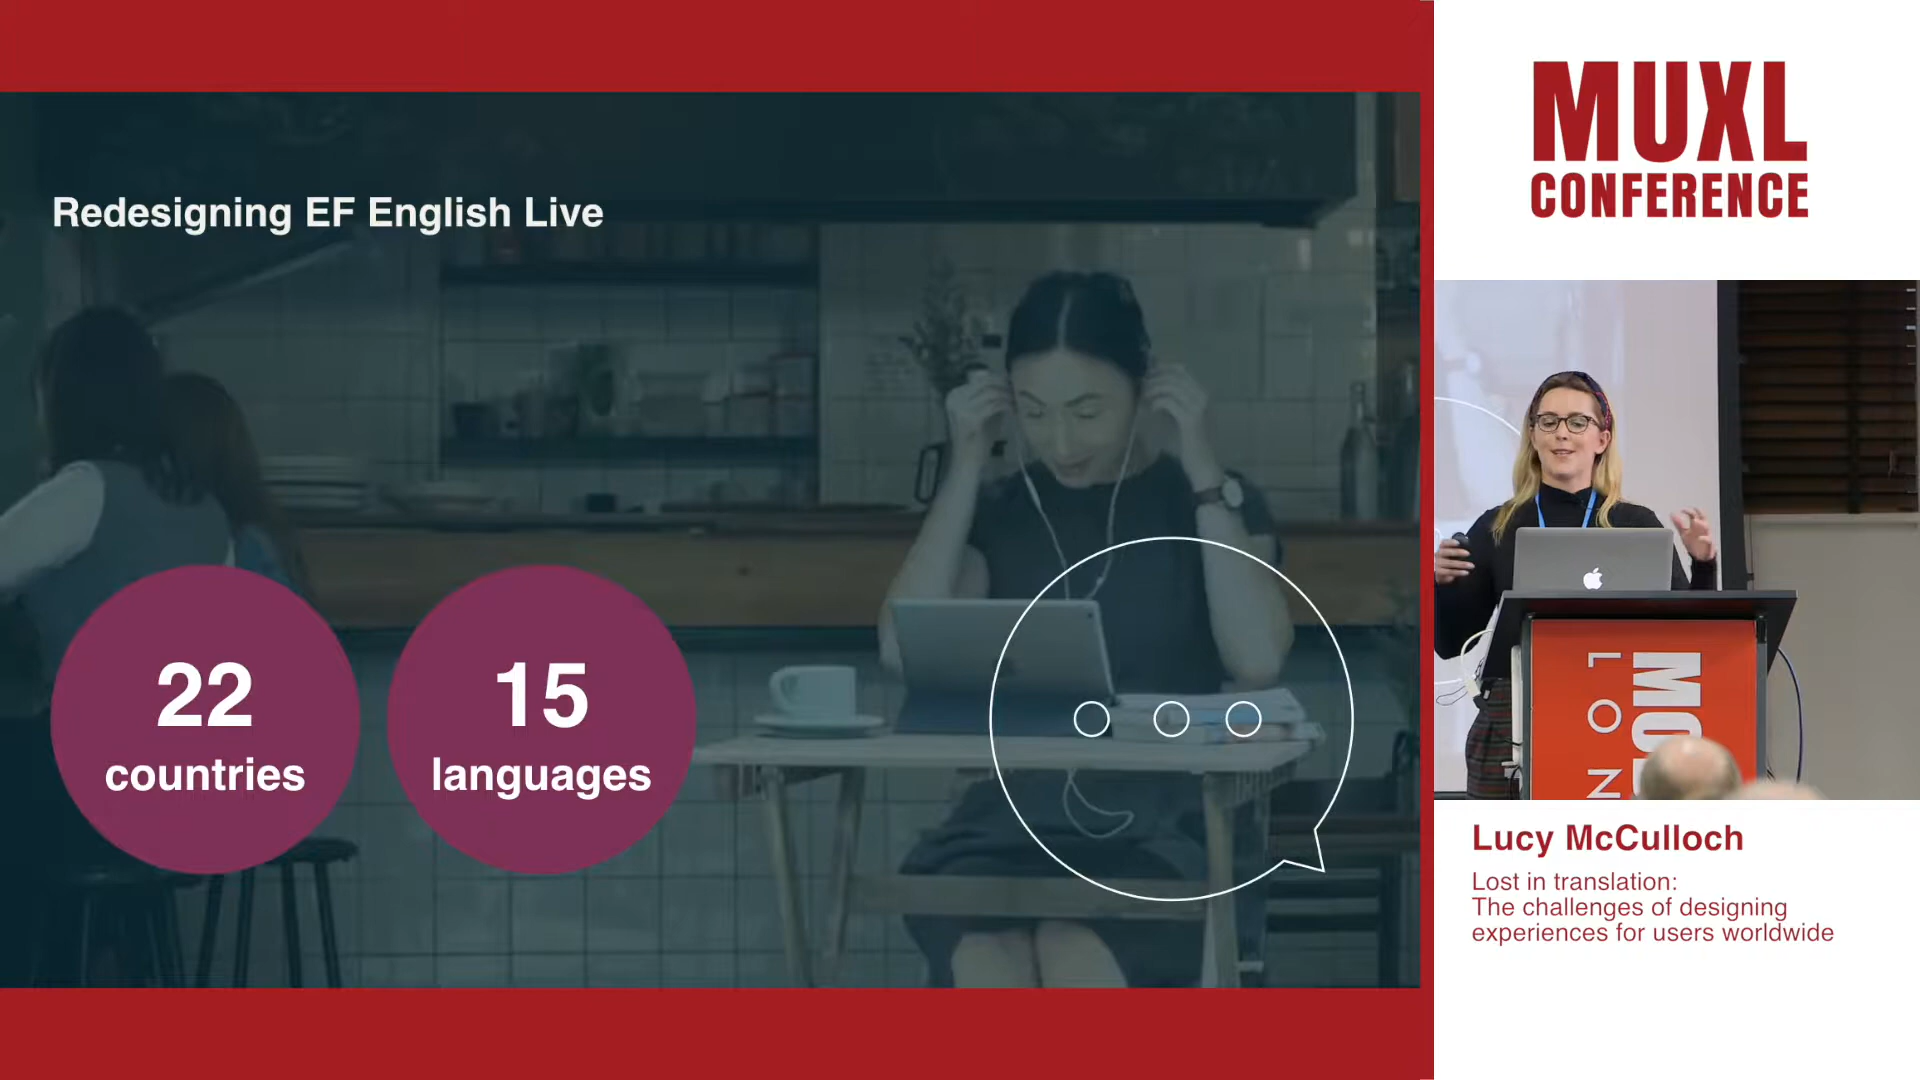 Redesigning EF English Live
22
countries
15
languages
MUXL
CONFERENCE
Lucy McCulloch
Lost in translation:
The challenges of designing
experiences for users worldwide